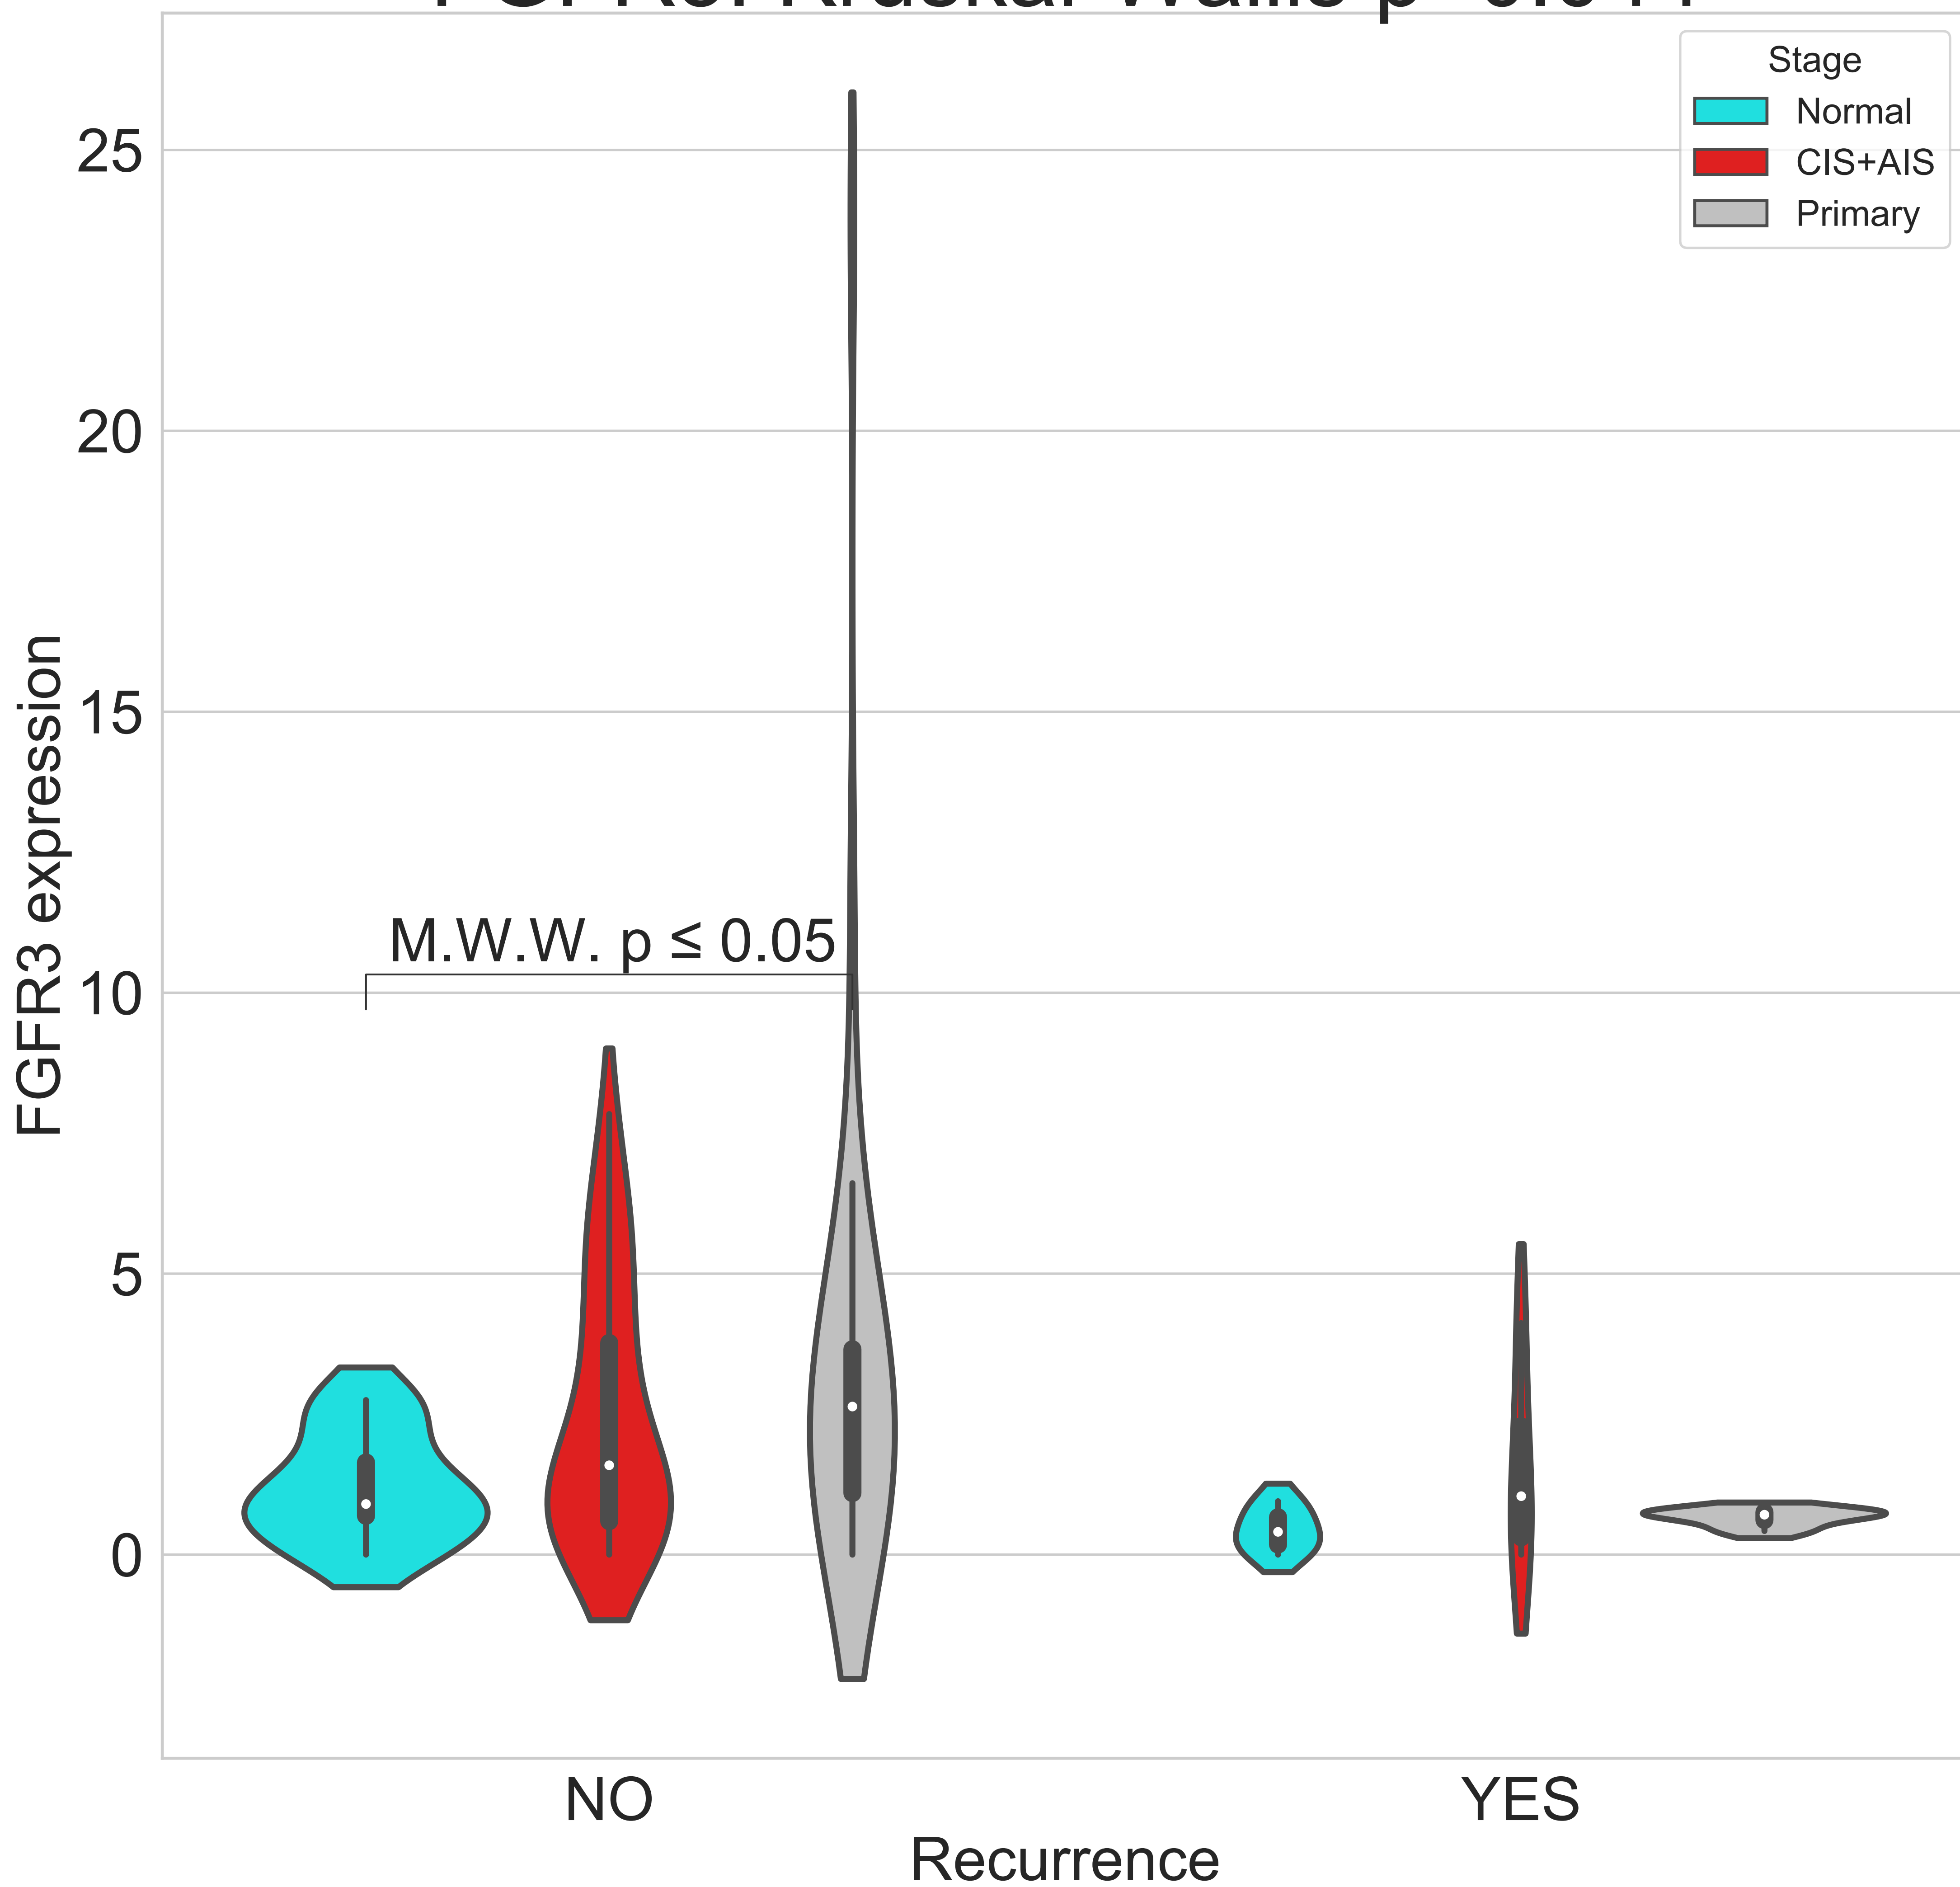 Stage
Normal
CIS+AIS
Primary
25
20
15
10
5
0
FGFR3 expression
M.W.W. p ≤ 0.05
NO
YES
Recurrence